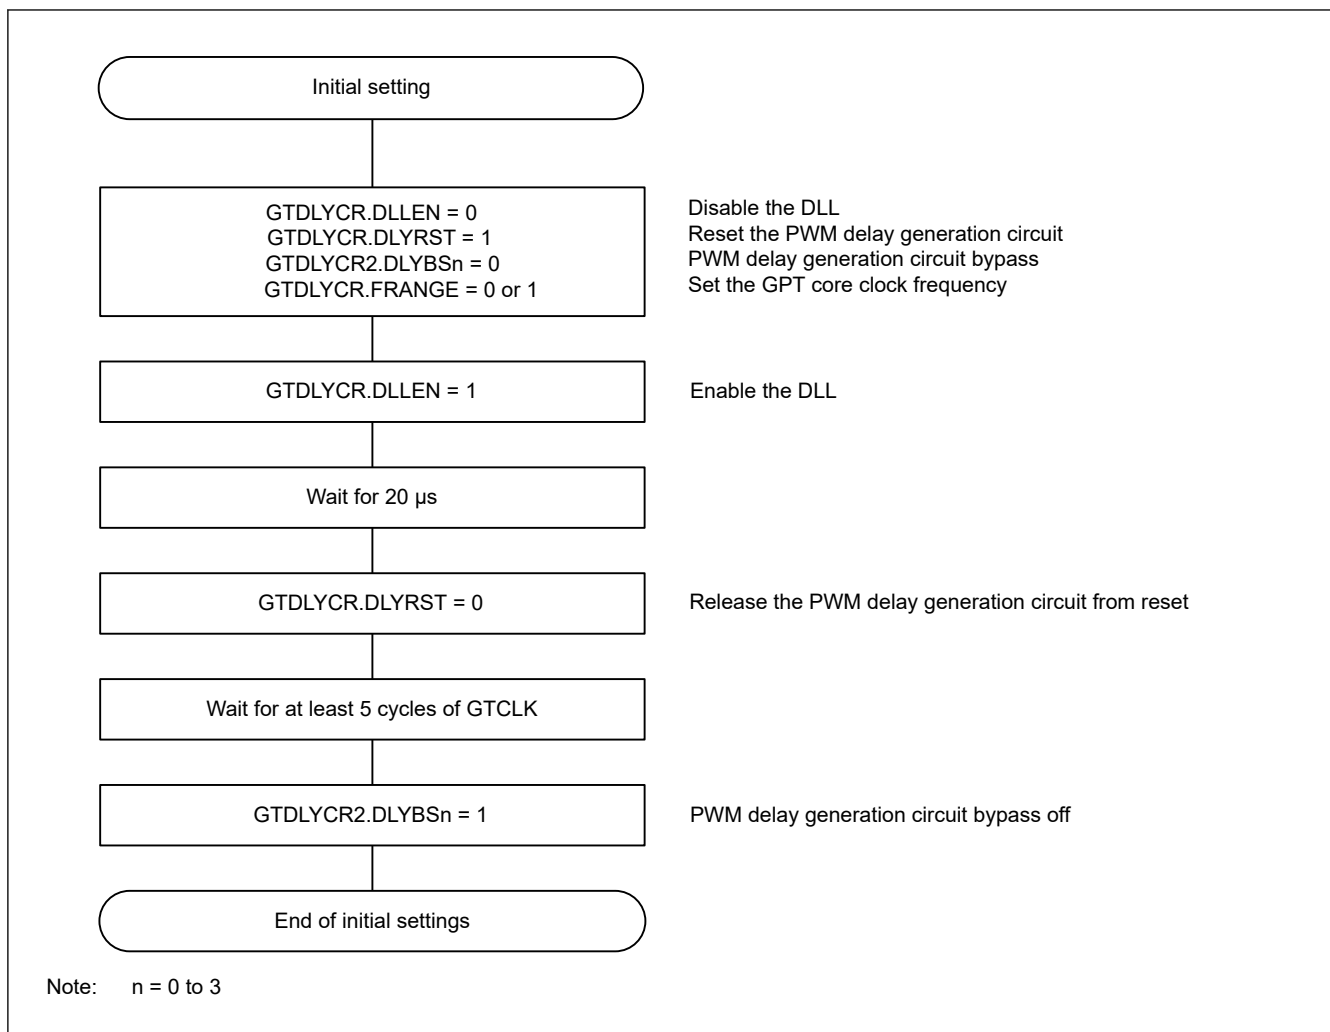 Initial setting
GTDLYCR.DLLEN = 0
Disable the DLL
GTDLYCR.DLYRST = 1
Reset the PWM delay generation circuit
GTDLYCR2.DLYBSn = 0
PWM delay generation circuit bypass
GTDLYCR.FRANGE = 0 or 1
Set the GPT core clock frequency
GTDLYCR.DLLEN = 1
Enable the DLL
Wait for 20 µs
GTDLYCR.DLYRST = 0
Release the PWM delay generation circuit from reset
Wait for at least 5 cycles of GTCLK
GTDLYCR2.DLYBSn = 1
PWM delay generation circuit bypass off
End of initial settings
Note: n = 0 to 3